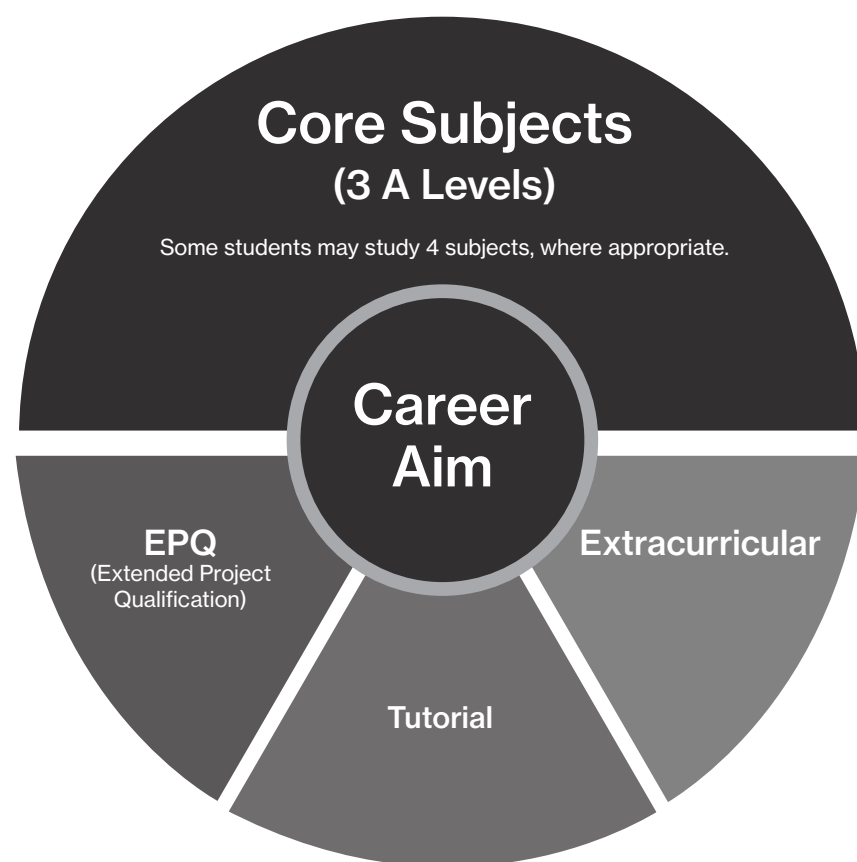 Core Subjects
(3 A Levels)
Some students may study 4 subjects, where appropriate.
Career
Aim
EPQ
(Extended Project
Qualification)
Extracurricular
Tutorial